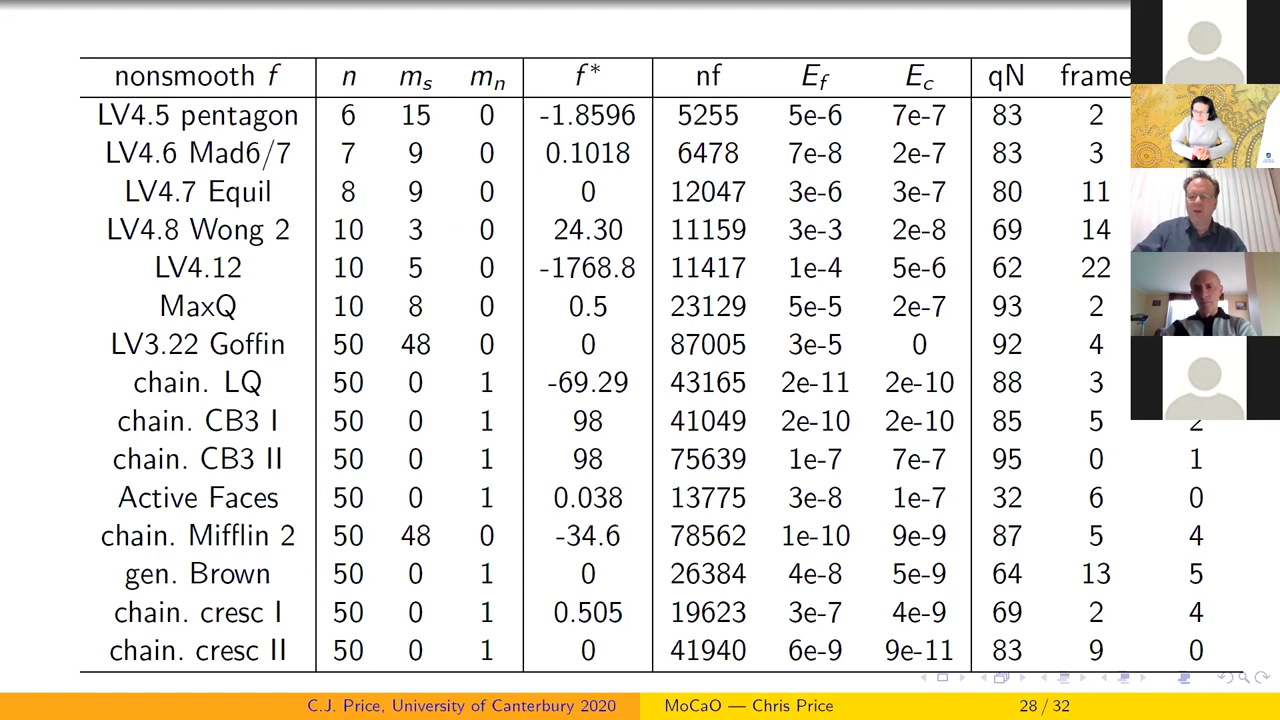 nonsmooth f n mₛ mₙ f* nf E_f E_c qN frame
LV4.5 pentagon 6 15 0 -1.8596 5255 5e-6 7e-7 83 2
LV4.6 Mad6/7 7 9 0 0.1018 6478 7e-8 2e-7 83 3
LV4.7 Equil 8 9 0 0 12047 3e-6 3e-7 80 11
LV4.8 Wong 2 10 3 0 24.30 11159 3e-3 2e-8 69 14
LV4.12 10 5 0 -1768.8 11417 1e-4 5e-6 62 22
MaxQ 10 8 0 0.5 23129 5e-5 2e-7 93 2
LV3.22 Goffin 50 48 0 0 87005 3e-5 0 92 4
chain. LQ 50 0 1 -69.29 43165 2e-11 2e-10 88 3
chain. CB3 I 50 0 1 98 41049 2e-10 2e-10 85 5 2
chain. CB3 II 50 0 1 98 75639 1e-7 7e-7 95 0 1
Active Faces 50 0 1 0.038 13775 3e-8 1e-7 32 6 0
chain. Mifflin 2 50 48 0 -34.6 78562 1e-10 9e-9 87 5 4
gen. Brown 50 0 1 0 26384 4e-8 5e-9 64 13 5
chain. cresc I 50 0 1 0.505 19623 3e-7 4e-9 69 2 4
chain. cresc II 50 0 1 0 41940 6e-9 9e-11 83 9 0
C.J. Price, University of Canterbury 2020 MoCaO — Chris Price 28 / 32